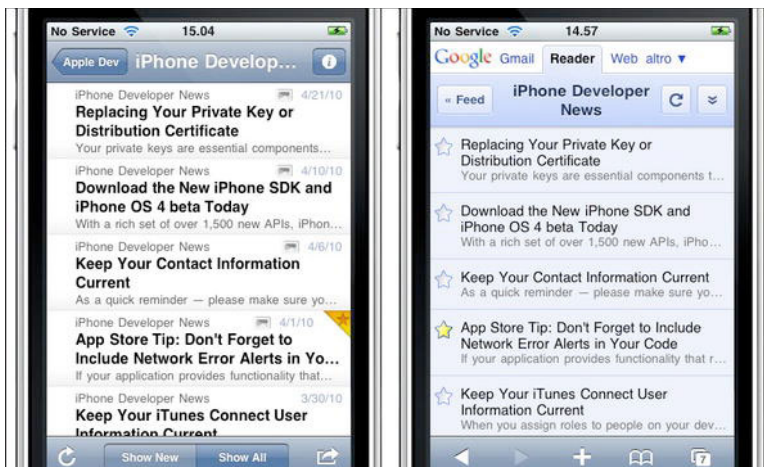 No Service 15.04
Apple Dev iPhone Develop...
iPhone Developer News 4/21/10
Replacing Your Private Key or
Distribution Certificate
Your private keys are essential components...
iPhone Developer News 4/10/10
Download the New iPhone SDK and
iPhone OS 4 beta Today
With a rich set of over 1,500 new APIs, iPhon...
iPhone Developer News 4/6/10
Keep Your Contact Information
Current
As a quick reminder — please make sure yo...
iPhone Developer News 4/1/10
App Store Tip: Don't Forget to
Include Network Error Alerts in Yo...
If your application provides functionality that...
iPhone Developer News 3/30/10
Keep Your iTunes Connect User
Information Current
Show New Show All
No Service 14.57
Google Gmail Reader Web altro ▼
« Feed
iPhone Developer
News
Replacing Your Private Key or
Distribution Certificate
Your private keys are essential components t...
Download the New iPhone SDK and
iPhone OS 4 beta Today
With a rich set of over 1,500 new APIs, iPho...
Keep Your Contact Information Current
As a quick reminder — please make sure yo...
App Store Tip: Don't Forget to Include
Network Error Alerts in Your Code
If your application provides functionality that r...
Keep Your iTunes Connect User
Information Current
When you assign roles to people on your dev...
7